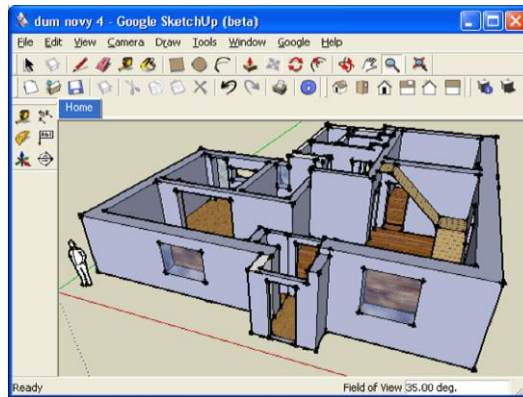 dum novy 4 - Google SketchUp (beta)
File Edit View Camera Draw Tools Window Google Help
Home
Ready
Field of View 35.00 deg.